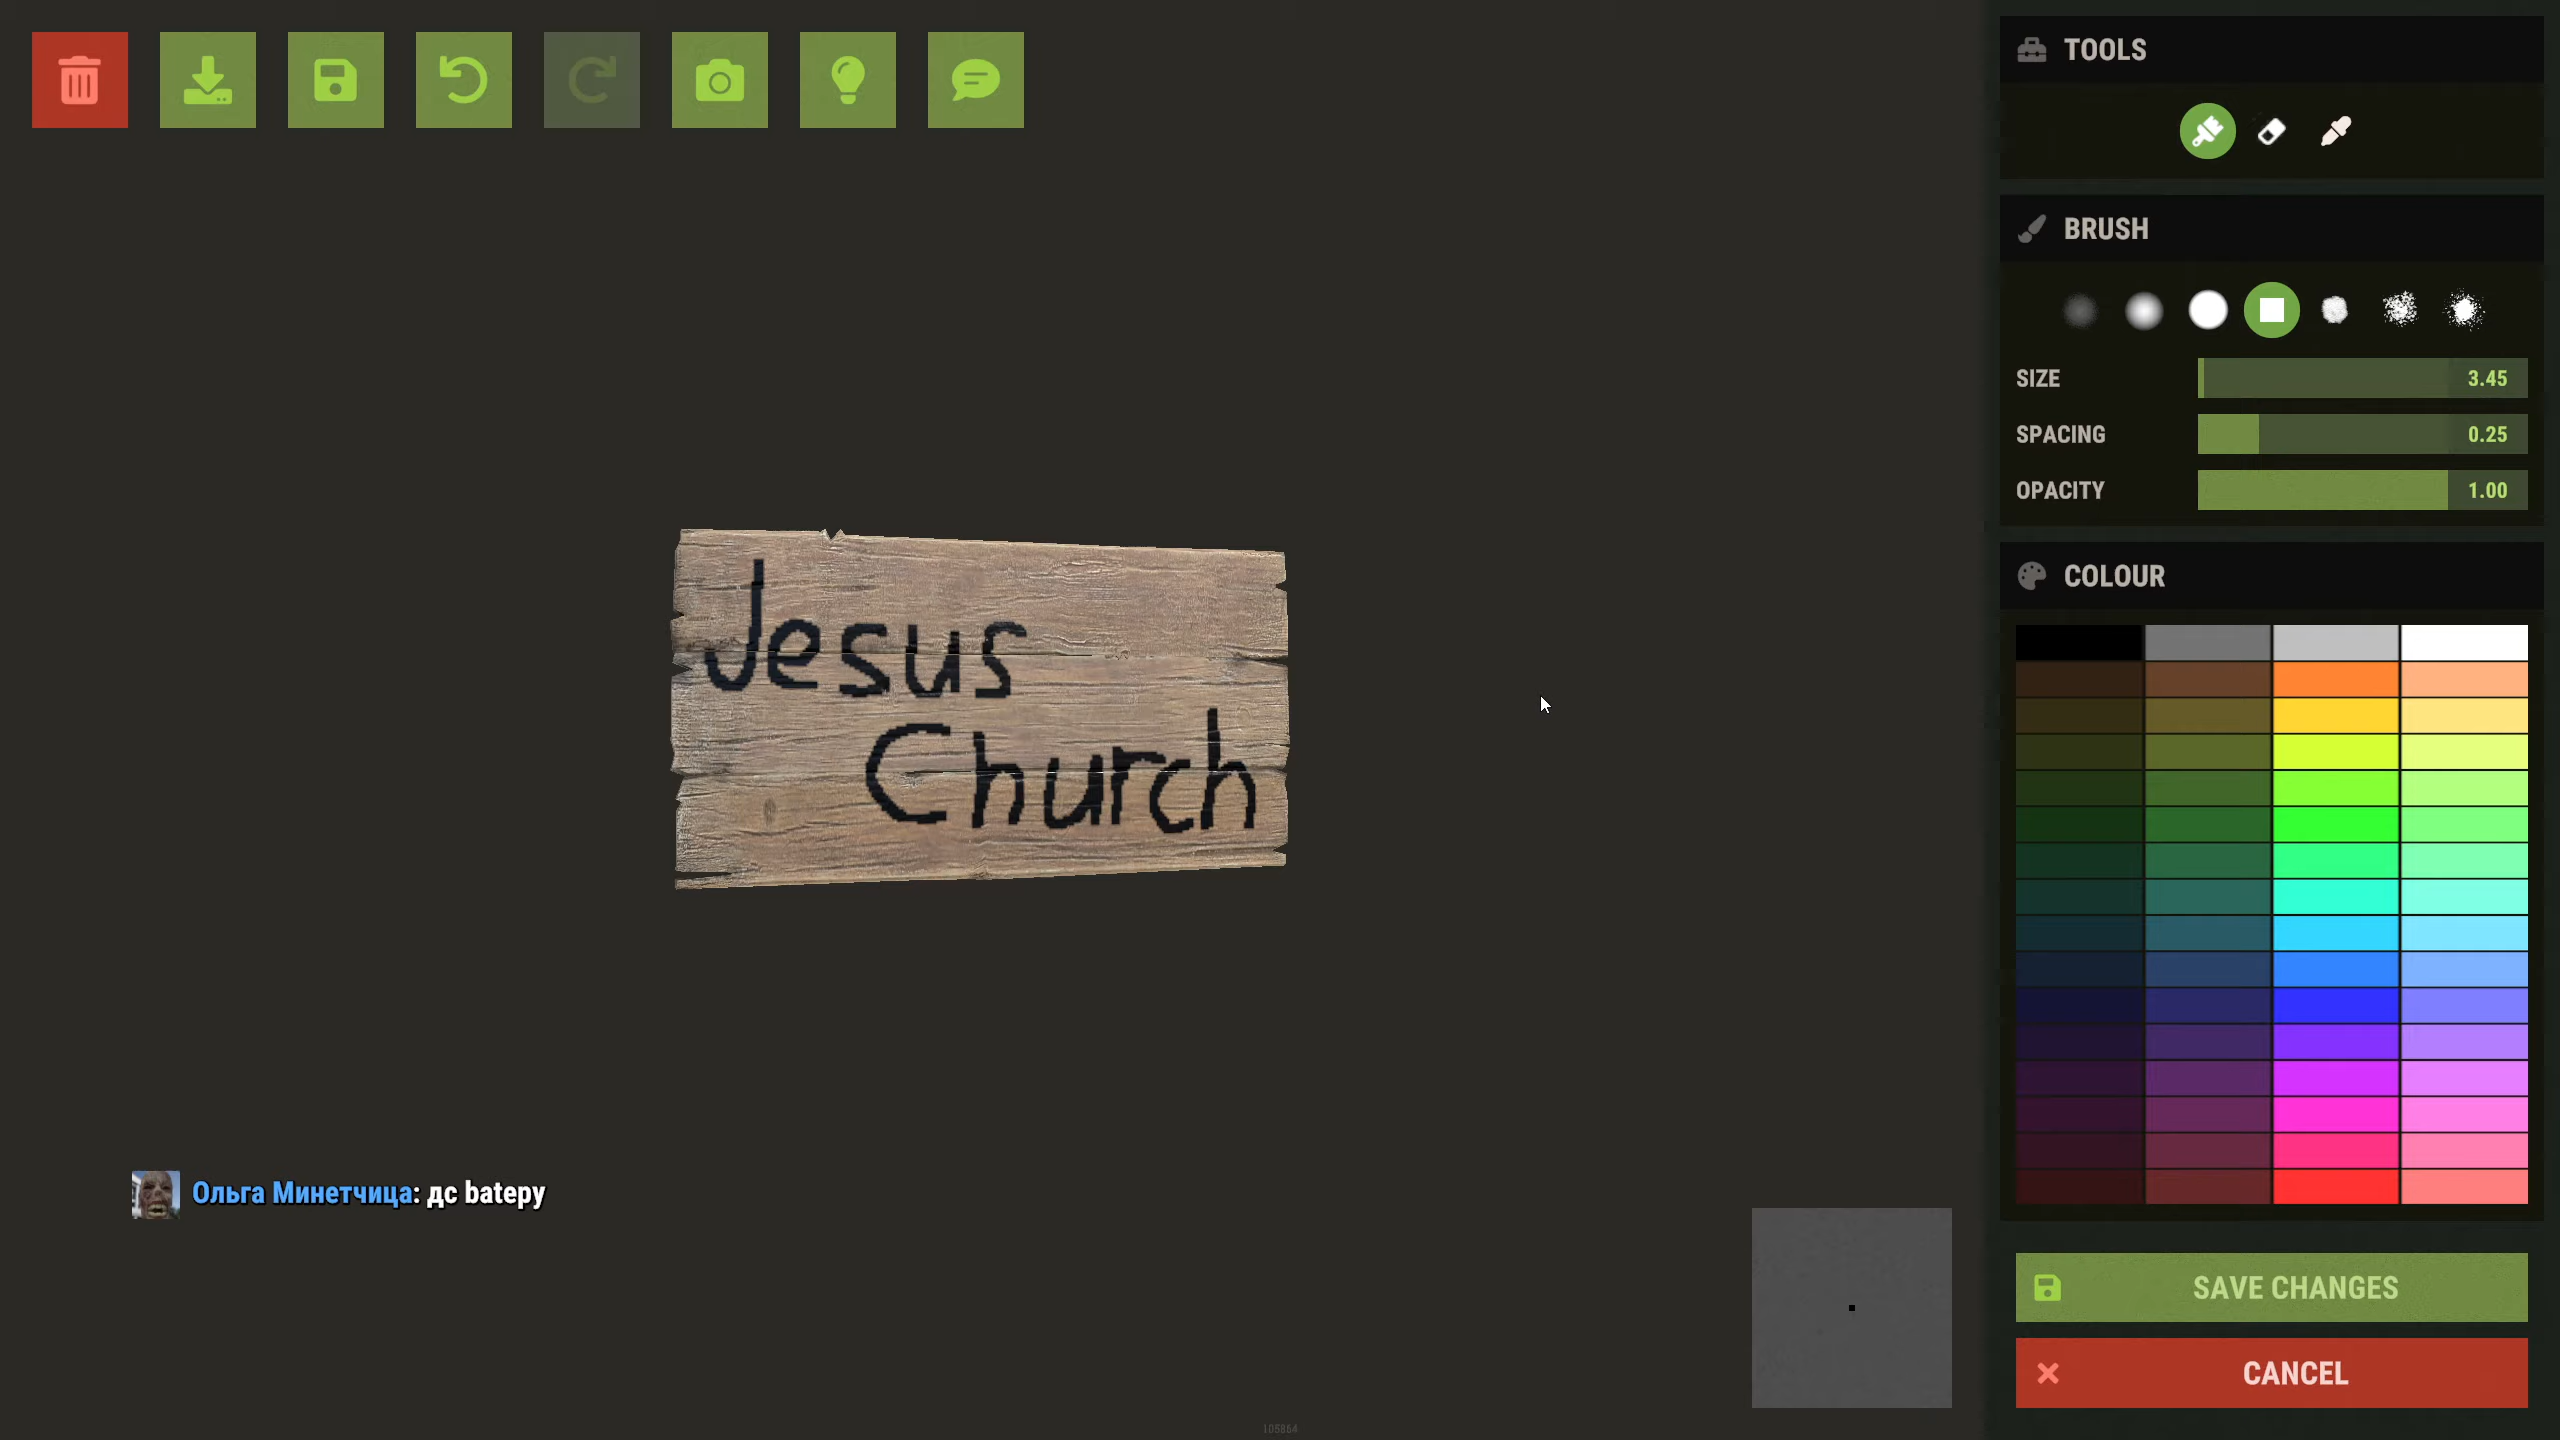 TOOLS
BRUSH
SIZE 3.45
SPACING 0.25
OPACITY 1.00
COLOUR
Jesus
Church
Ольга Минетчица: дс batepy
SAVE CHANGES
CANCEL
105864